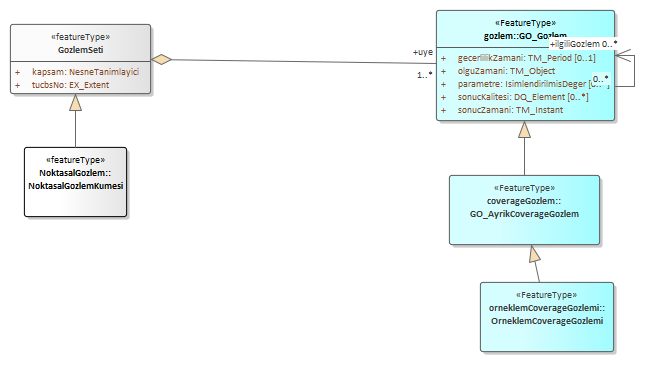 «featureType»
GozlemSeti
+ kapsam: NesneTanimlayici
+ tucbsNo: EX_Extent
«featureType»
NoktasalGozlem::
NoktasalGozlemKumesi
+uye
1..*
«FeatureType»
gozlem::GO_Gozlem
+ilgiliGozlem 0..*
+ gecerlilikZamani: TM_Period [0..1]
+ olguZamani: TM_Object
+ parametre: IsimlendirilmisDeger [0..*]
0..*
+ sonucKalitesi: DQ_Element [0..*]
+ sonucZamani: TM_Instant
«FeatureType»
coverageGozlem::
GO_AyrikCoverageGozlem
«FeatureType»
orneklemCoverageGozlemi::
OrneklemCoverageGozlemi